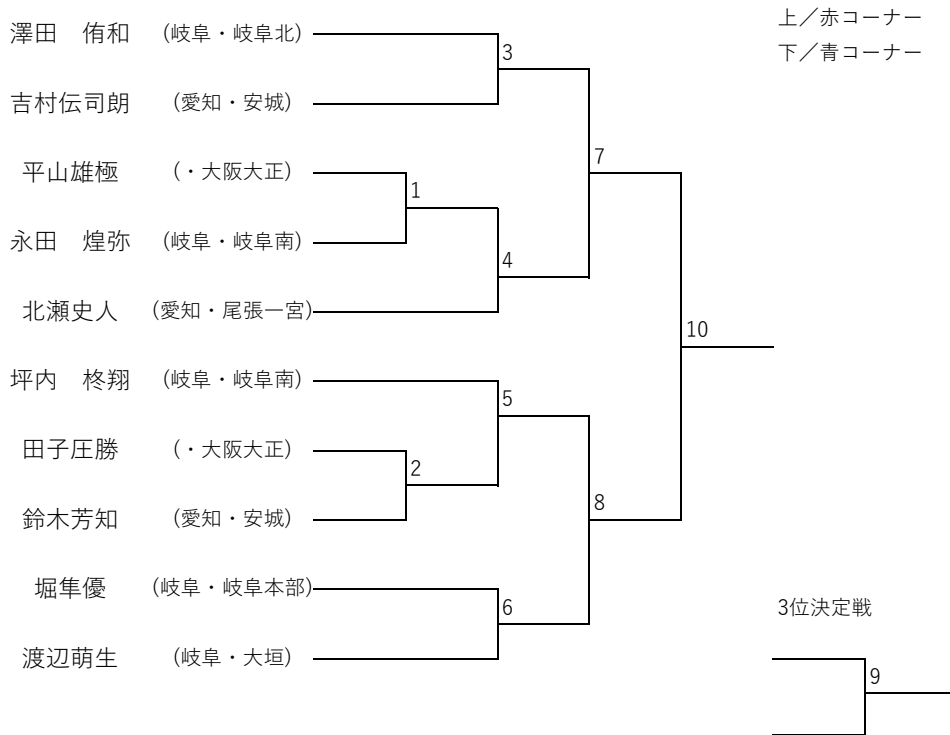 上／赤コーナー
下／青コーナー
澤田　侑和 (岐阜・岐阜北)
3
吉村伝司朗 (愛知・安城)
7
平山雄極 (・大阪大正)
1
永田　煌弥 (岐阜・岐阜南)
4
北瀬史人 (愛知・尾張一宮)
10
坪内　柊翔 (岐阜・岐阜南)
5
田子圧勝 (・大阪大正)
2
8
鈴木芳知 (愛知・安城)
堀隼優 (岐阜・岐阜本部)
6
3位決定戦
渡辺萌生 (岐阜・大垣)
9